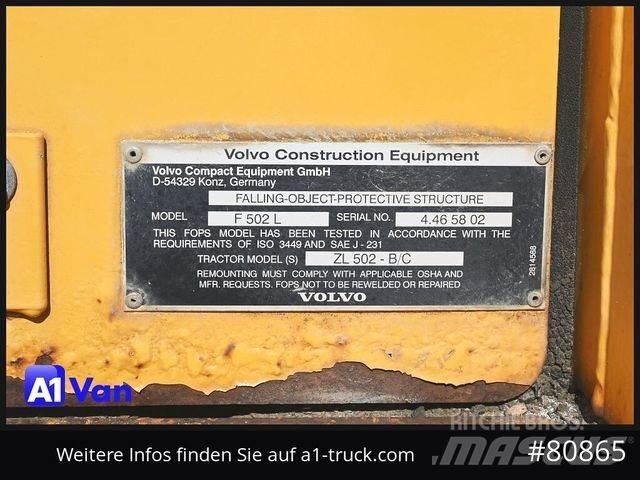 Volvo Construction Equipment
Volvo Compact Equipment GmbH
D-54329 Konz, Germany
FALLING-OBJECT-PROTECTIVE STRUCTURE
MODEL F 502 L SERIAL NO. 4.46 58 02
THIS FOPS MODEL HAS BEEN TESTED IN ACCORDANCE WITH THE
REQUIREMENTS OF ISO 3449 AND SAE J - 231
TRACTOR MODEL (S) ZL 502 - B/C
REMOUNTING MUST COMPLY WITH APPLICABLE OSHA AND
MFR. REQUESTS. FOPS NOT TO BE REWELDED OR REPAIRED
VOLVO
2814588
A1 Van
RITCHIE BROS
MASCUS
Weitere Infos finden Sie auf a1-truck.com #80865